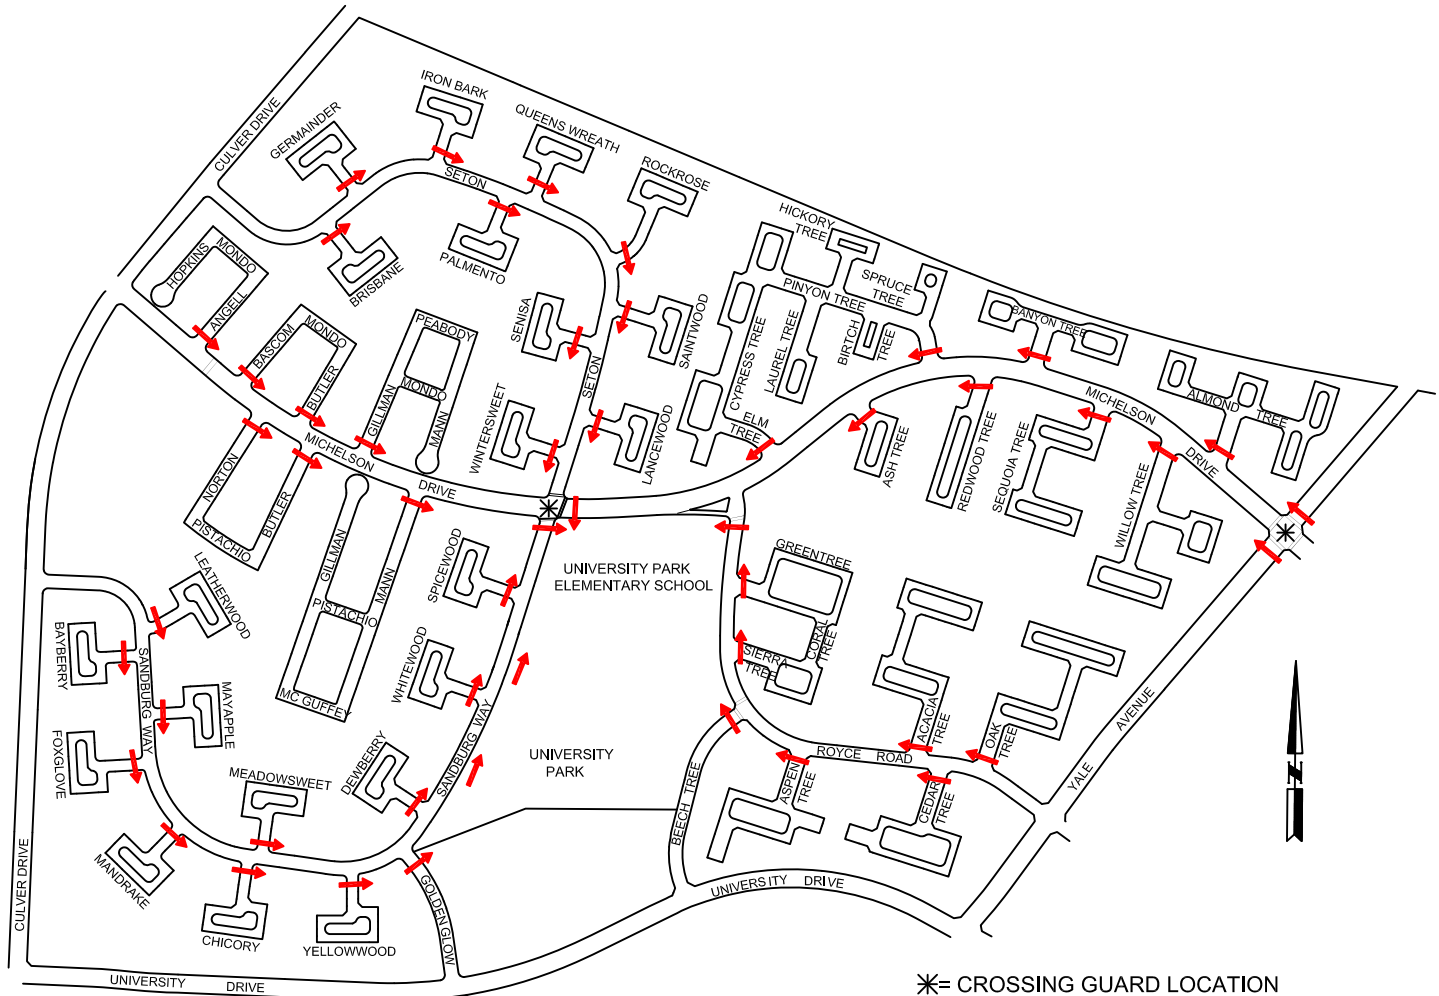 IRON BARK
QUEENS WREATH
GERMAINDER
CULVER DRIVE
ROCKROSE
SETON
HICKORY
TREE
HOPKINS
MONDO
ANGELL
BRISBANE
PALMENTO
SPRUCE
TREE
PINYON TREE
BANYON TREE
BASCOM
MONDO
BUTLER
PEABODY
SENISA
SAINTWOOD
CYPRESS TREE
LAUREL TREE
BIRTCH
TREE
GILLMAN
MONDO
MANN
SETON
MICHELSON
DRIVE
ALMOND
TREE
WINTERSWEET
LANCEWOOD
ELM
TREE
ASH TREE
REDWOOD TREE
SEQUOIA TREE
WILLOW TREE
MICHELSON
DRIVE
NORTON
BUTLER
PISTACHIO
GILLMAN
MANN
PISTACHIO
MC GUFFEY
LEATHERWOOD
SPICEWOOD
UNIVERSITY PARK
ELEMENTARY SCHOOL
GREENTREE
CORAL
TREE
SIERRA
TREE
BAYBERRY
SANDBURG WAY
MAYAPPLE
WHITEWOOD
FOXGLOVE
SANDBURG WAY
UNIVERSITY
PARK
ACACIA
TREE
OAK
TREE
YALE
AVENUE
ROYCE ROAD
MEADOWSWEET
DEWBERRY
ASPEN
TREE
CEDAR
TREE
BEECH TREE
MANDRAKE
CULVER DRIVE
CHICORY
YELLOWWOOD
GOLDENGLOW
UNIVERSITY DRIVE
UNIVERSITY DRIVE
= CROSSING GUARD LOCATION
N